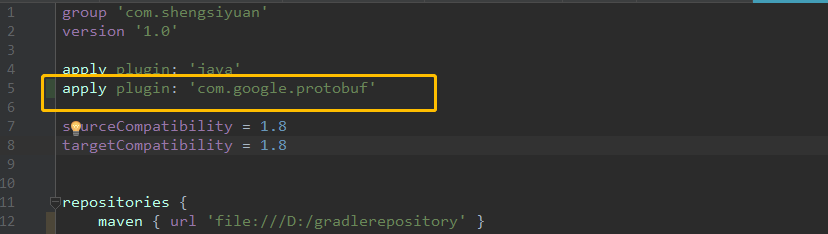 1 group 'com.shengsiyuan'
2 version '1.0'
3
4 apply plugin: 'java'
5 apply plugin: 'com.google.protobuf'
6
7 sourceCompatibility = 1.8
8 targetCompatibility = 1.8
9
10
11 repositories {
12 maven { url 'file:///D:/gradlerepository' }